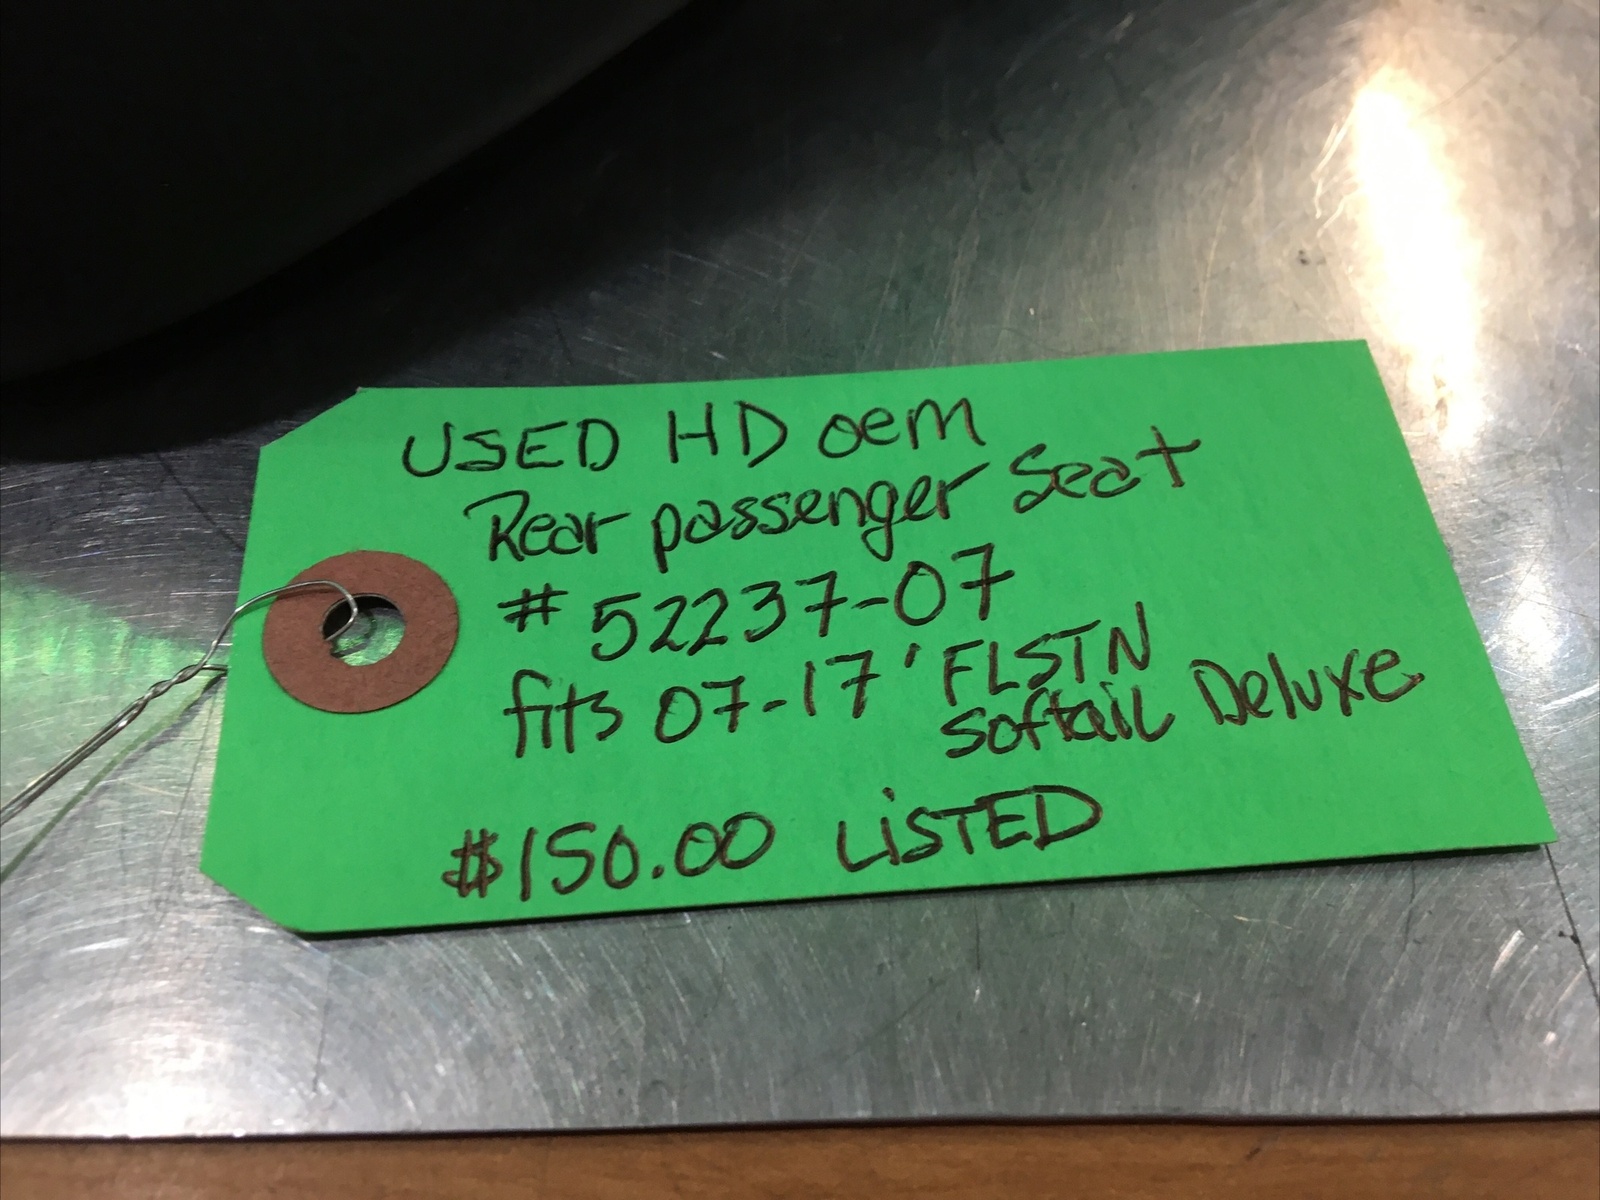 USED HD oem
Rear passenger Seat
# 52237-07
fits 07-17' FLSTN
Softail Deluxe
$150.00 LiSTED